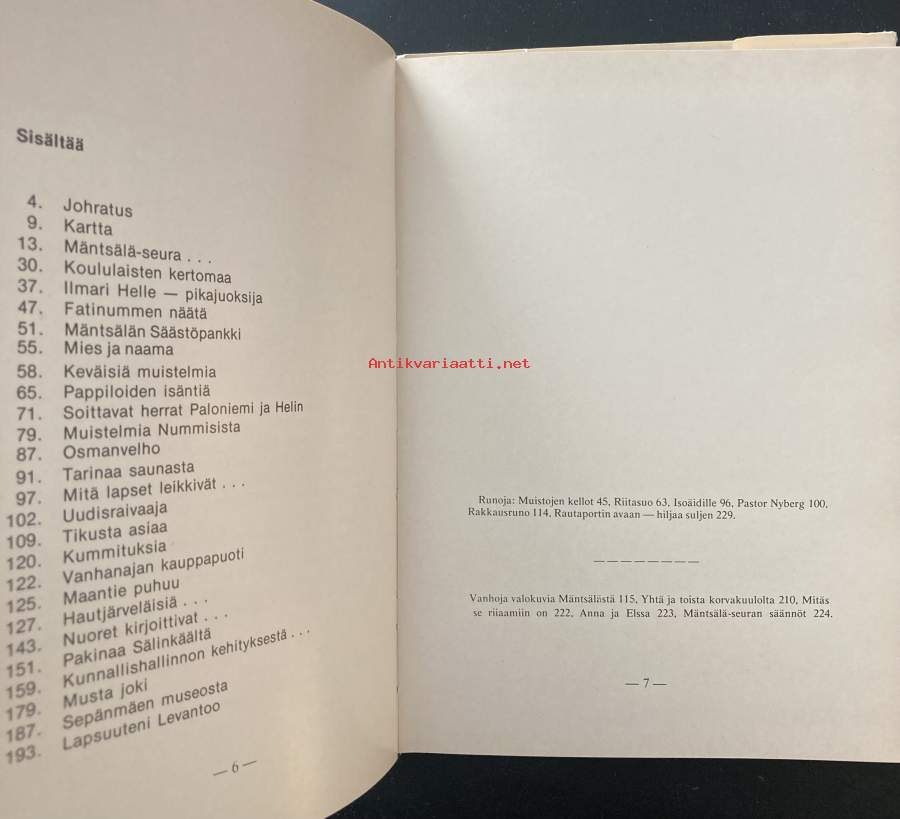 Sisältää
4. Johratus
9. Kartta
13. Mäntsälä-seura . . .
30. Koululaisten kertomaa
37. Ilmari Helle — pikajuoksija
47. Fatinummen näätä
51. Mäntsälän Säästöpankki
55. Mies ja naama
58. Keväisiä muistelmia
65. Pappiloiden isäntiä
71. Soittavat herrat Paloniemi ja Helin
79. Muistelmia Nummisista
87. Osmanvelho
91. Tarinaa saunasta
97. Mitä lapset leikkivät . . .
102. Uudisraivaaja
109. Tikusta asiaa
120. Kummituksia
122. Vanhanajan kauppapuoti
125. Maantie puhuu
127. Hautjärveläisiä . . .
143. Nuoret kirjoittivat . . .
151. Pakinaa Sälinkäältä
159. Kunnallishallinnon kehityksestä . . .
179. Musta joki
187. Sepänmäen museosta
193. Lapsuuteni Levantoo
— 6 —
Antikvariaatti.net
Runoja: Muistojen kellot 45, Riitasuo 63, Isoäidille 96, Pastor Nyberg 100,
Rakkausruno 114, Rautaportin avaan — hiljaa suljen 229.
— — — — — — — —
Vanhoja valokuvia Mäntsälästä 115, Yhtä ja toista korvakuulolta 210, Mitäs
se riiaamiin on 222, Anna ja Elssa 223, Mäntsälä-seuran säännöt 224.
— 7 —